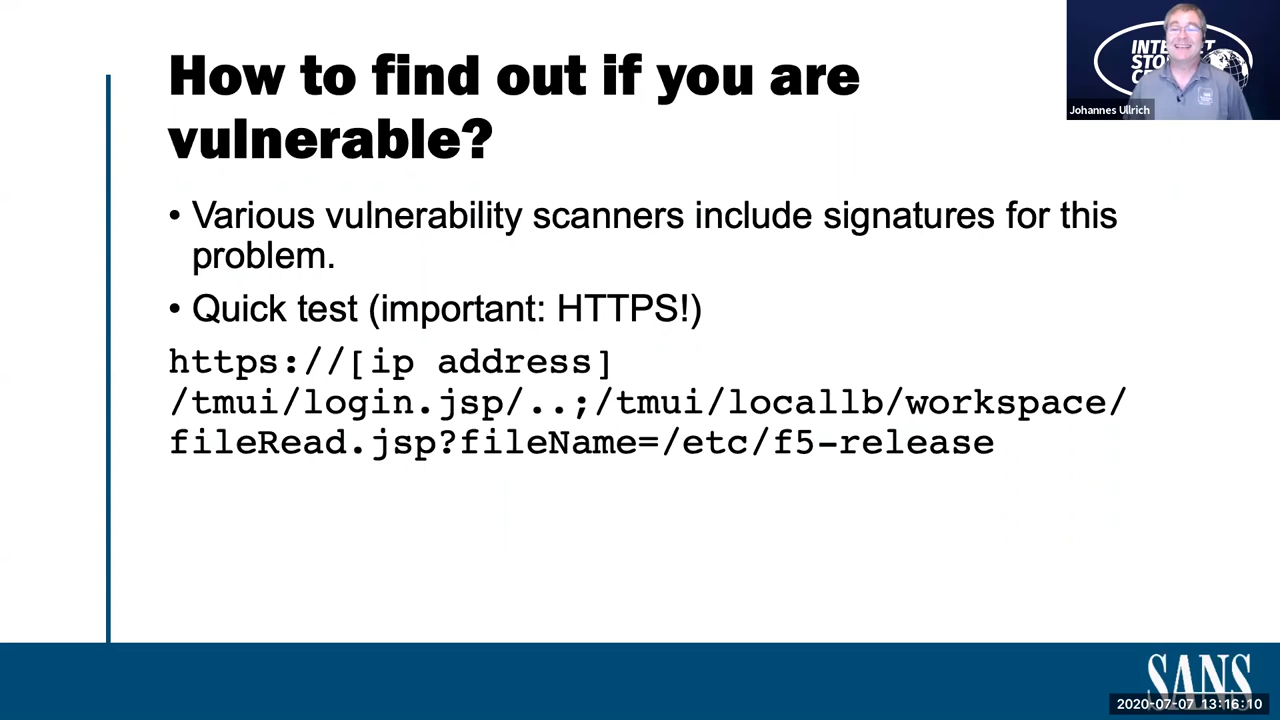 How to find out if you are
vulnerable?
• Various vulnerability scanners include signatures for this
problem.
• Quick test (important: HTTPS!)
https://[ip address]
/tmui/login.jsp/..;/tmui/locallb/workspace/
fileRead.jsp?fileName=/etc/f5-release
Johannes Ullrich
SANS
2020-07-07 13:16:10